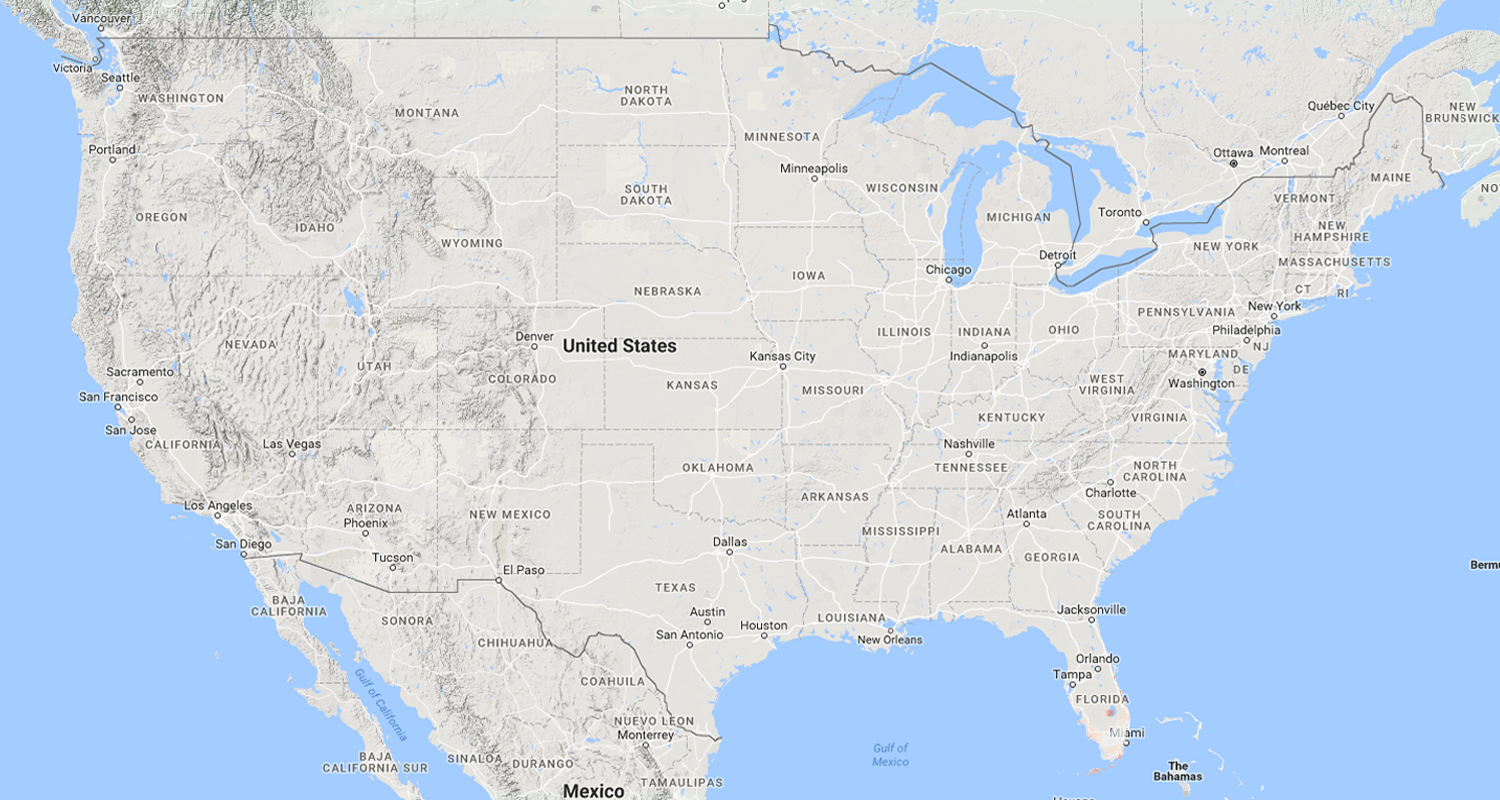 Vancouver
Victoria
Seattle
WASHINGTON
MONTANA
NORTH
DAKOTA
MINNESOTA
Québec City
NEW
BRUNSWICK
Portland
Minneapolis
Ottawa
Montreal
MAINE
OREGON
IDAHO
SOUTH
DAKOTA
WISCONSIN
MICHIGAN
Toronto
VERMONT
NEW
HAMPSHIRE
WYOMING
NEW YORK
MASSACHUSETTS
Detroit
Chicago
IOWA
NEBRASKA
CT
RI
New York
PENNSYLVANIA
Philadelphia
NJ
ILLINOIS
INDIANA
OHIO
Indianapolis
NEVADA
UTAH
Denver
United States
COLORADO
Kansas City
KANSAS
MISSOURI
MARYLAND
DE
Washington
WEST
VIRGINIA
VIRGINIA
KENTUCKY
Sacramento
San Francisco
San Jose
CALIFORNIA
Las Vegas
Nashville
TENNESSEE
NORTH
CAROLINA
Charlotte
OKLAHOMA
ARKANSAS
Los Angeles
ARIZONA
Phoenix
NEW MEXICO
Atlanta
SOUTH
CAROLINA
MISSISSIPPI
ALABAMA
GEORGIA
San Diego
Tucson
El Paso
Dallas
TEXAS
BAJA
CALIFORNIA
SONORA
CHIHUAHUA
Austin
San Antonio
Houston
LOUISIANA
New Orleans
Jacksonville
Orlando
Tampa
FLORIDA
Miami
Gulf of California
COAHUILA
NUEVO LEON
Monterrey
Gulf of
Mexico
The
Bahamas
BAJA
CALIFORNIA SUR
SINALOA
DURANGO
TAMAULIPAS
Mexico